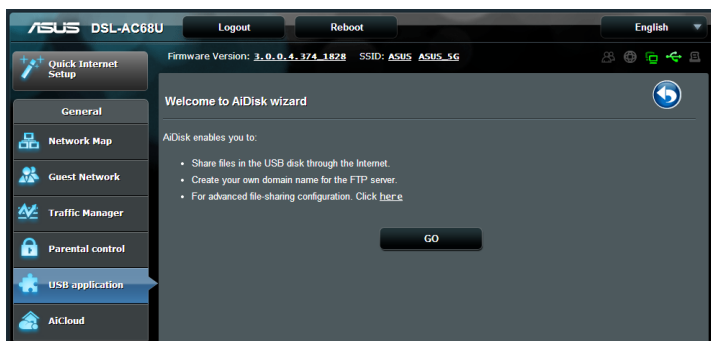 ASUS DSL-AC68U Logout Reboot English
Quick Internet Setup
Firmware Version: 3.0.0.4.374_1828 SSID: ASUS ASUS_5G
General
Network Map
Guest Network
Traffic Manager
Parental control
USB application
AiCloud
Welcome to AiDisk wizard
AiDisk enables you to:
• Share files in the USB disk through the Internet.
• Create your own domain name for the FTP server.
• For advanced file-sharing configuration. Click here
GO